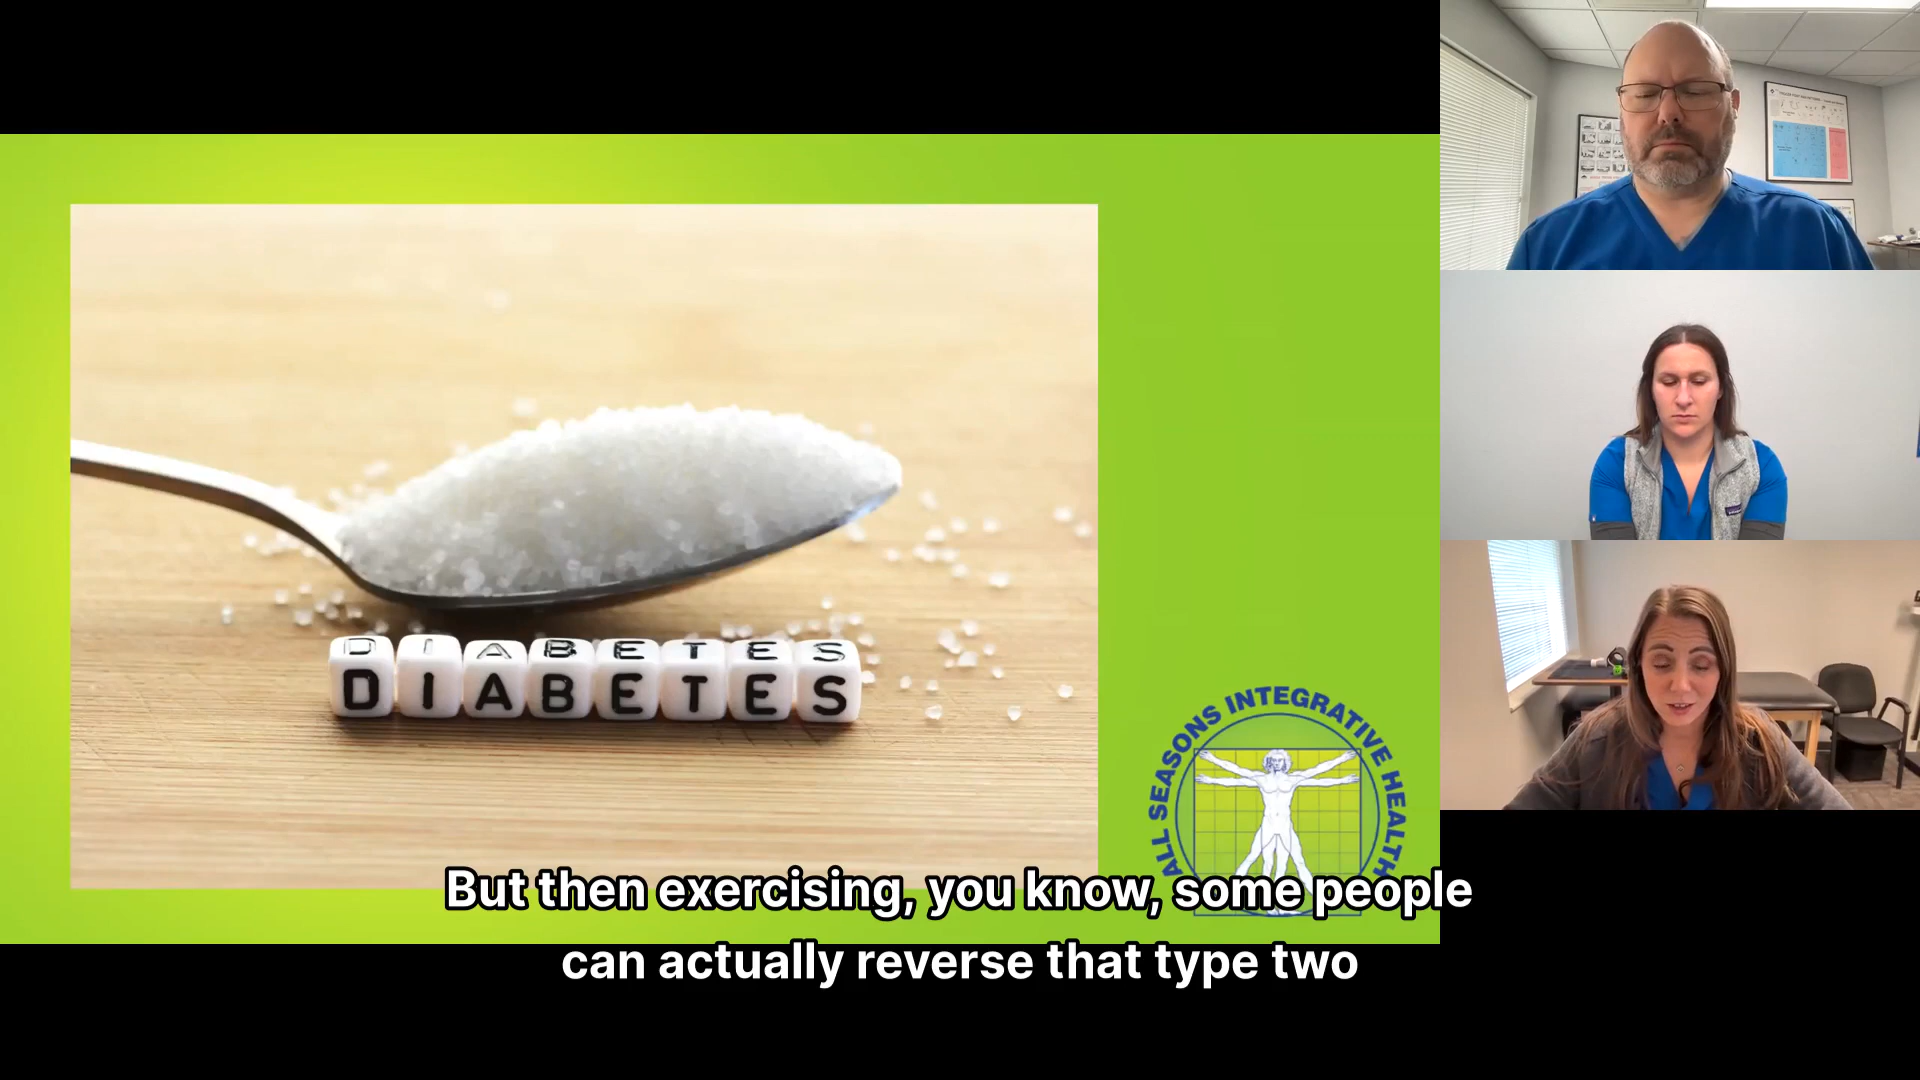 DIABETES
ALL SEASONS INTEGRATIVE HEALTH
But then exercising, you know, some people
can actually reverse that type two